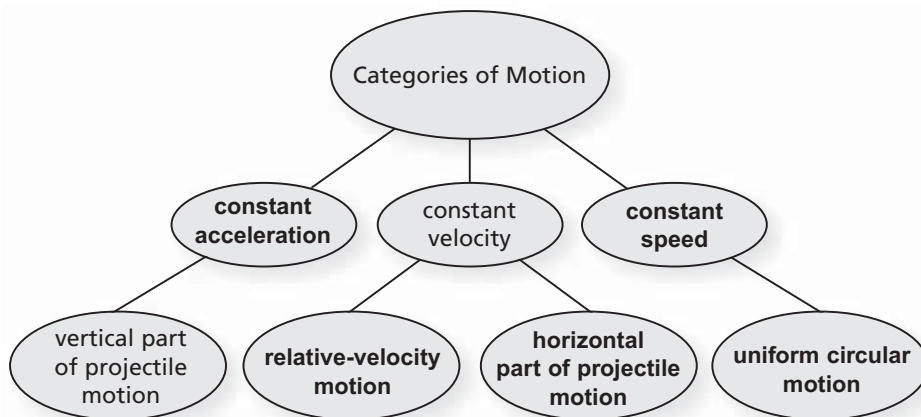 Categories of Motion
constant
acceleration
constant
velocity
constant
speed
vertical part
of projectile
motion
relative-velocity
motion
horizontal
part of projectile
motion
uniform circular
motion